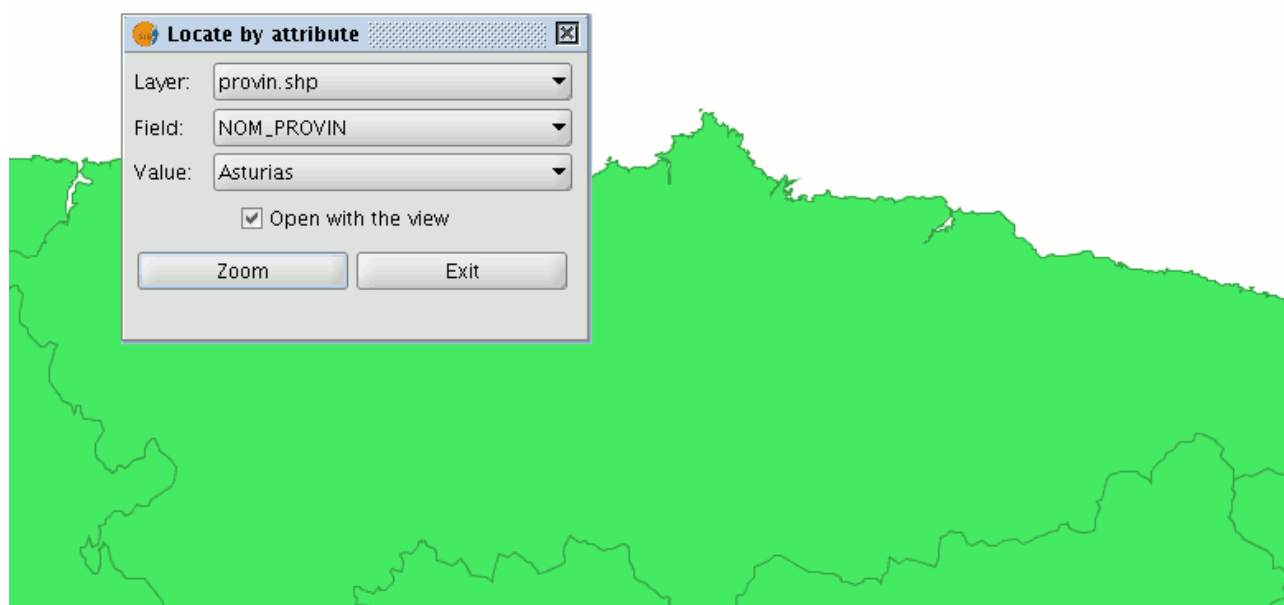 Locate by attribute
Layer: provin.shp
Field: NOM_PROVIN
Value: Asturias
Open with the view
Zoom Exit